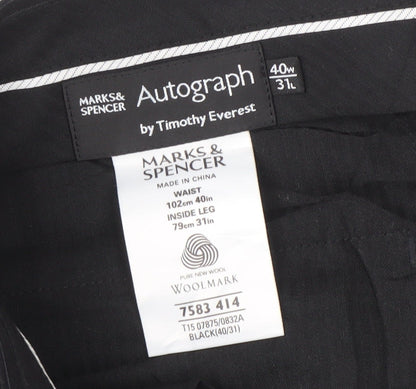 MARKS &
SPENCER
Autograph
by Timothy Everest
40W
31L
MARKS &
SPENCER
MADE IN CHINA
WAIST
102cm 40in
INSIDE LEG
79cm 31in
PURE NEW WOOL
WOOLMARK
7583 414
T15 07875/0832A
BLACK(40/31)